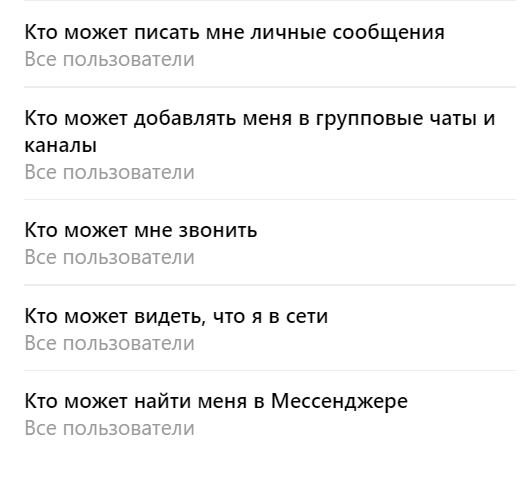 Кто может писать мне личные сообщения
Все пользователи
Кто может добавлять меня в групповые чаты и
каналы
Все пользователи
Кто может мне звонить
Все пользователи
Кто может видеть, что я в сети
Все пользователи
Кто может найти меня в Мессенджере
Все пользователи